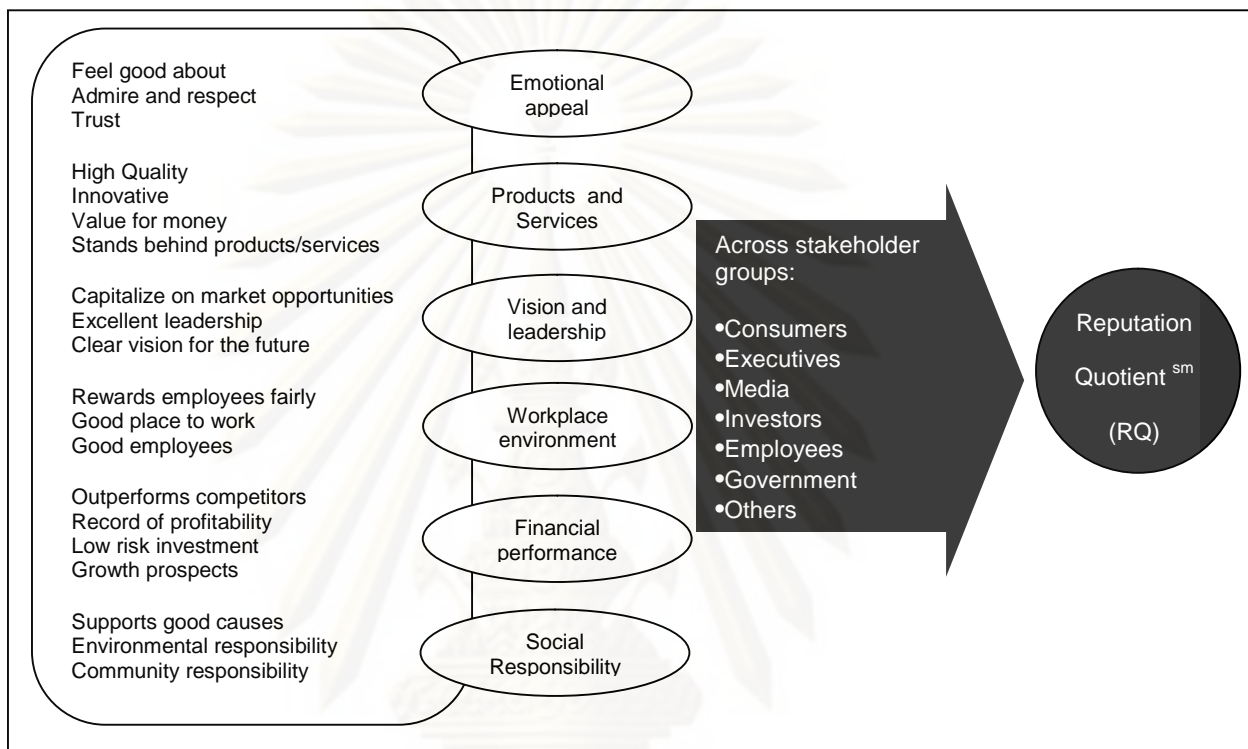 Feel good about
Admire and respect
Trust
Emotional
appeal
High Quality
Innovative
Value for money
Stands behind products/services
Products and
Services
Capitalize on market opportunities
Excellent leadership
Clear vision for the future
Vision and
leadership
Rewards employees fairly
Good place to work
Good employees
Workplace
environment
Outperforms competitors
Record of profitability
Low risk investment
Growth prospects
Financial
performance
Supports good causes
Environmental responsibility
Community responsibility
Social
Responsibility
Across stakeholder
groups:
•Consumers
•Executives
•Media
•Investors
•Employees
•Government
•Others
Reputation
Quotient sm
(RQ)